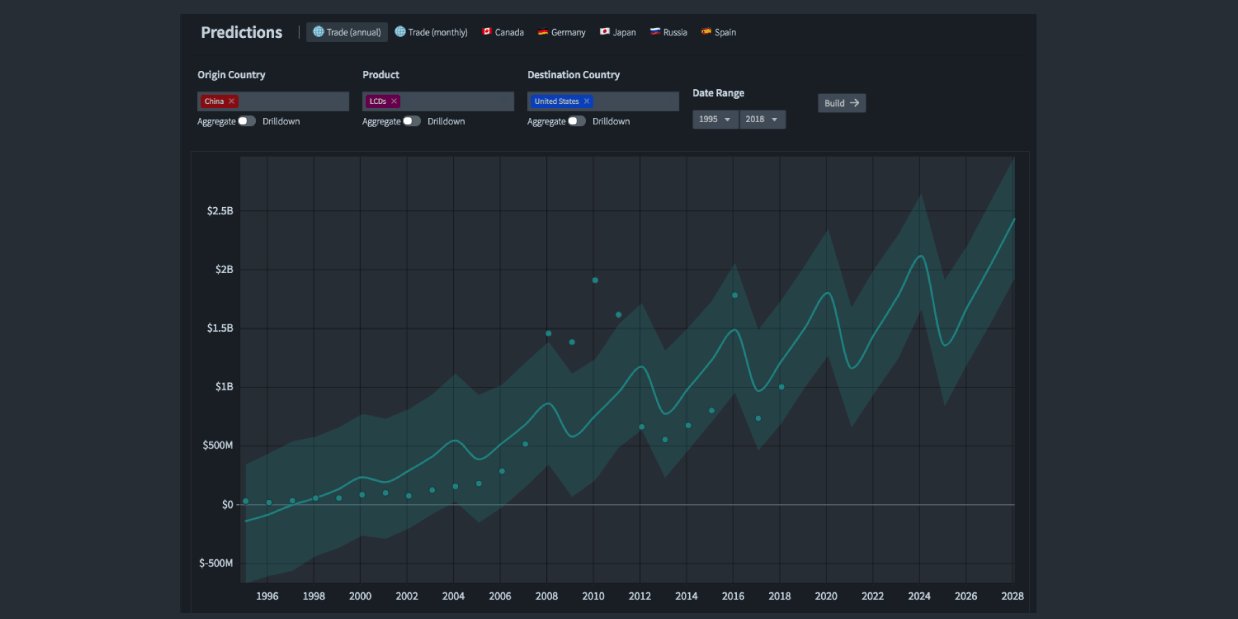 Predictions | Trade (annual) Trade (monthly) Canada Germany Japan Russia Spain
Origin Country Product Destination Country
Date Range
China × LCDs × United States × Build →
1995 2018
Aggregate Drilldown Aggregate Drilldown Aggregate Drilldown
$2.5B
$2B
$1.5B
$1B
$500M
$0
$-500M
1996 1998 2000 2002 2004 2006 2008 2010 2012 2014 2016 2018 2020 2022 2024 2026 2028